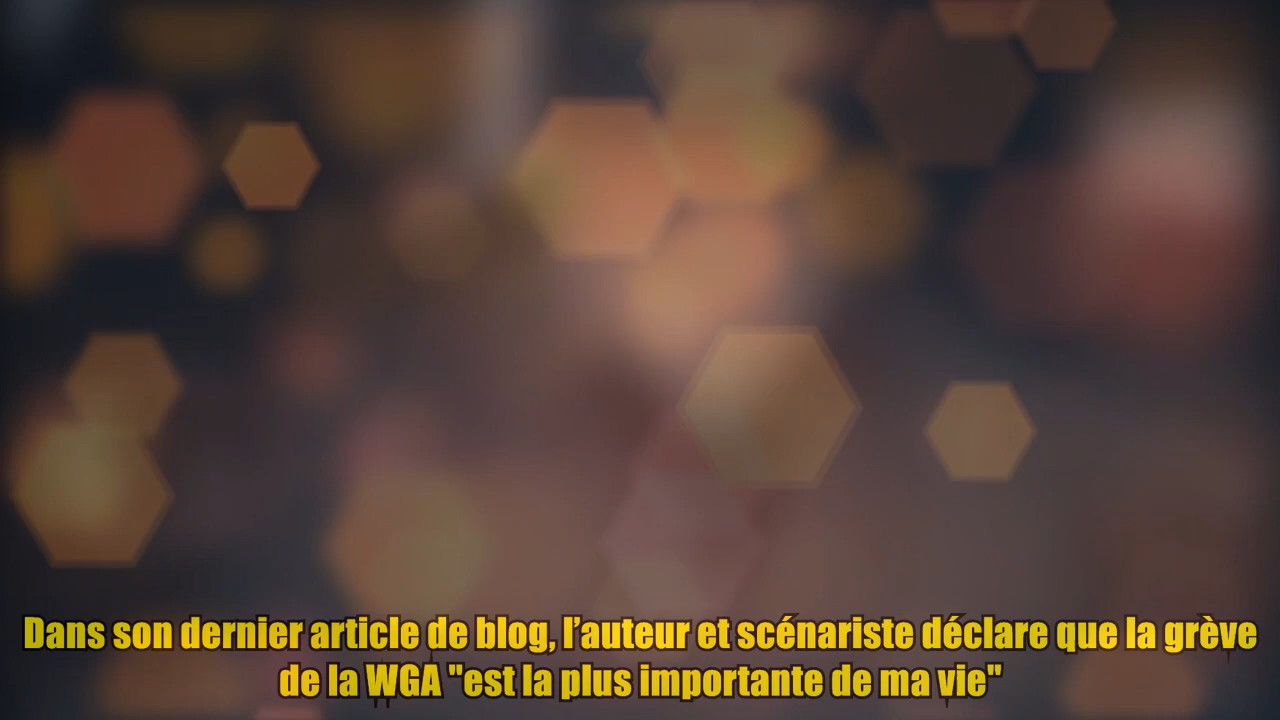 Dans son dernier article de blog, l’auteur et scénariste déclare que la grève
de la WGA "est la plus importante de ma vie"